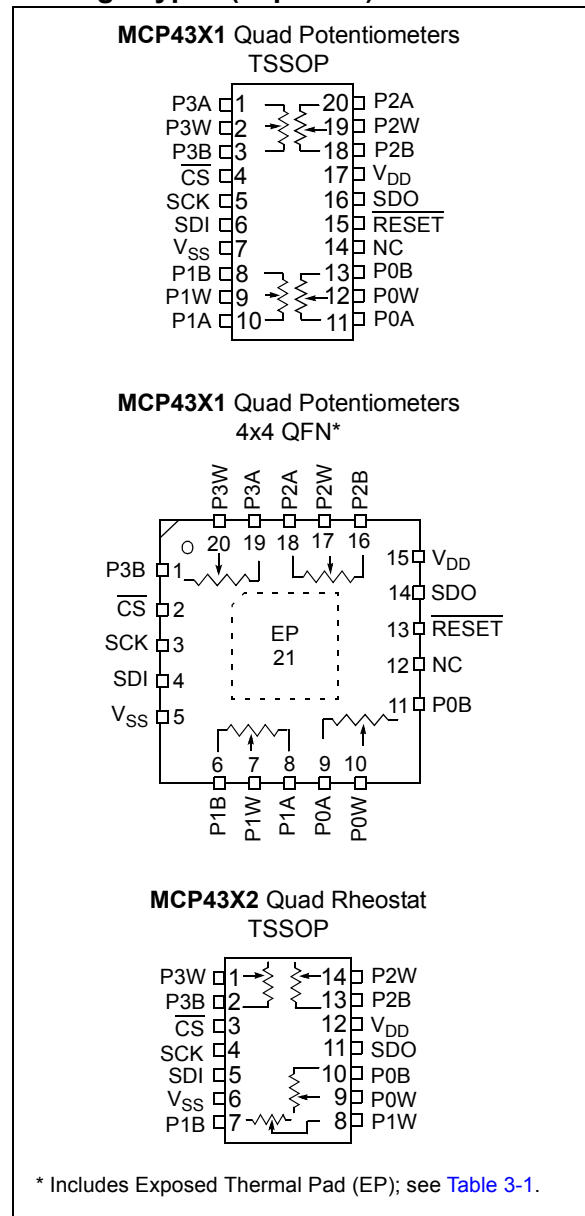 MCP43X1 Quad Potentiometers
TSSOP
P3A 1 20 P2A
P3W 2 19 P2W
P3B 3 18 P2B
CS 4 17 VDD
SCK 5 16 SDO
SDI 6 15 RESET
VSS 7 14 NC
P1B 8 13 P0B
P1W 9 12 P0W
P1A 10 11 P0A
MCP43X1 Quad Potentiometers
4x4 QFN*
P3W P3A P2A P2W P2B
20 19 18 17 16
P3B 1 15 VDD
CS 2 14 SDO
SCK 3 EP 13 RESET
21
SDI 4 12 NC
VSS 5 11 P0B
6 7 8 9 10
P1B P1W P1A P0A P0W
MCP43X2 Quad Rheostat
TSSOP
P3W 1 14 P2W
P3B 2 13 P2B
CS 3 12 VDD
SCK 4 11 SDO
SDI 5 10 P0B
VSS 6 9 P0W
P1B 7 8 P1W
* Includes Exposed Thermal Pad (EP); see Table 3-1.